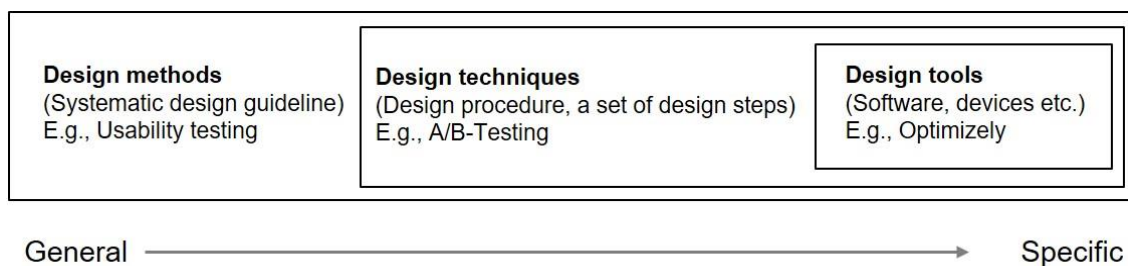 Design methods
(Systematic design guideline)
E.g., Usability testing
Design techniques
(Design procedure, a set of design steps)
E.g., A/B-Testing
Design tools
(Software, devices etc.)
E.g., Optimizely
General
Specific